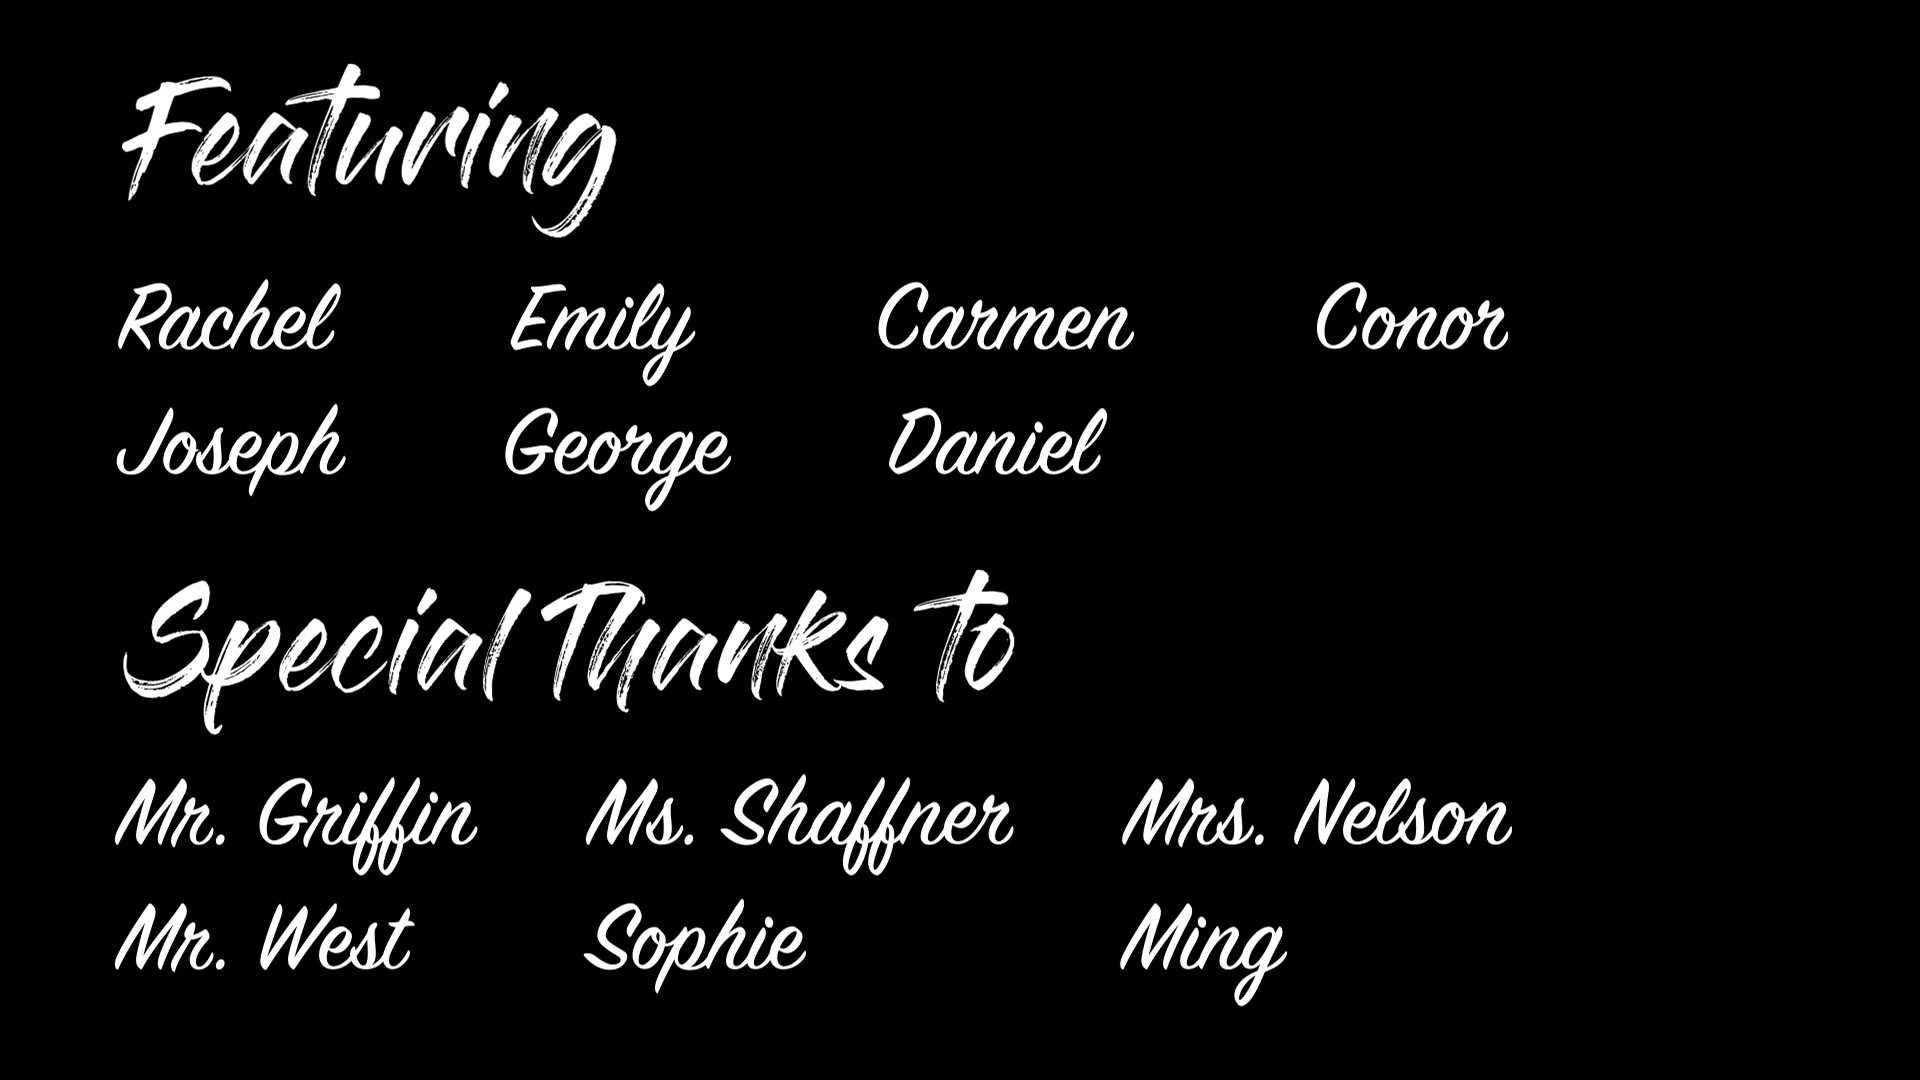 Featuring
Rachel Emily Carmen Conor
Joseph George Daniel
Special Thanks to
Mr. Griffin Ms. Shaffner Mrs. Nelson
Mr. West Sophie Ming